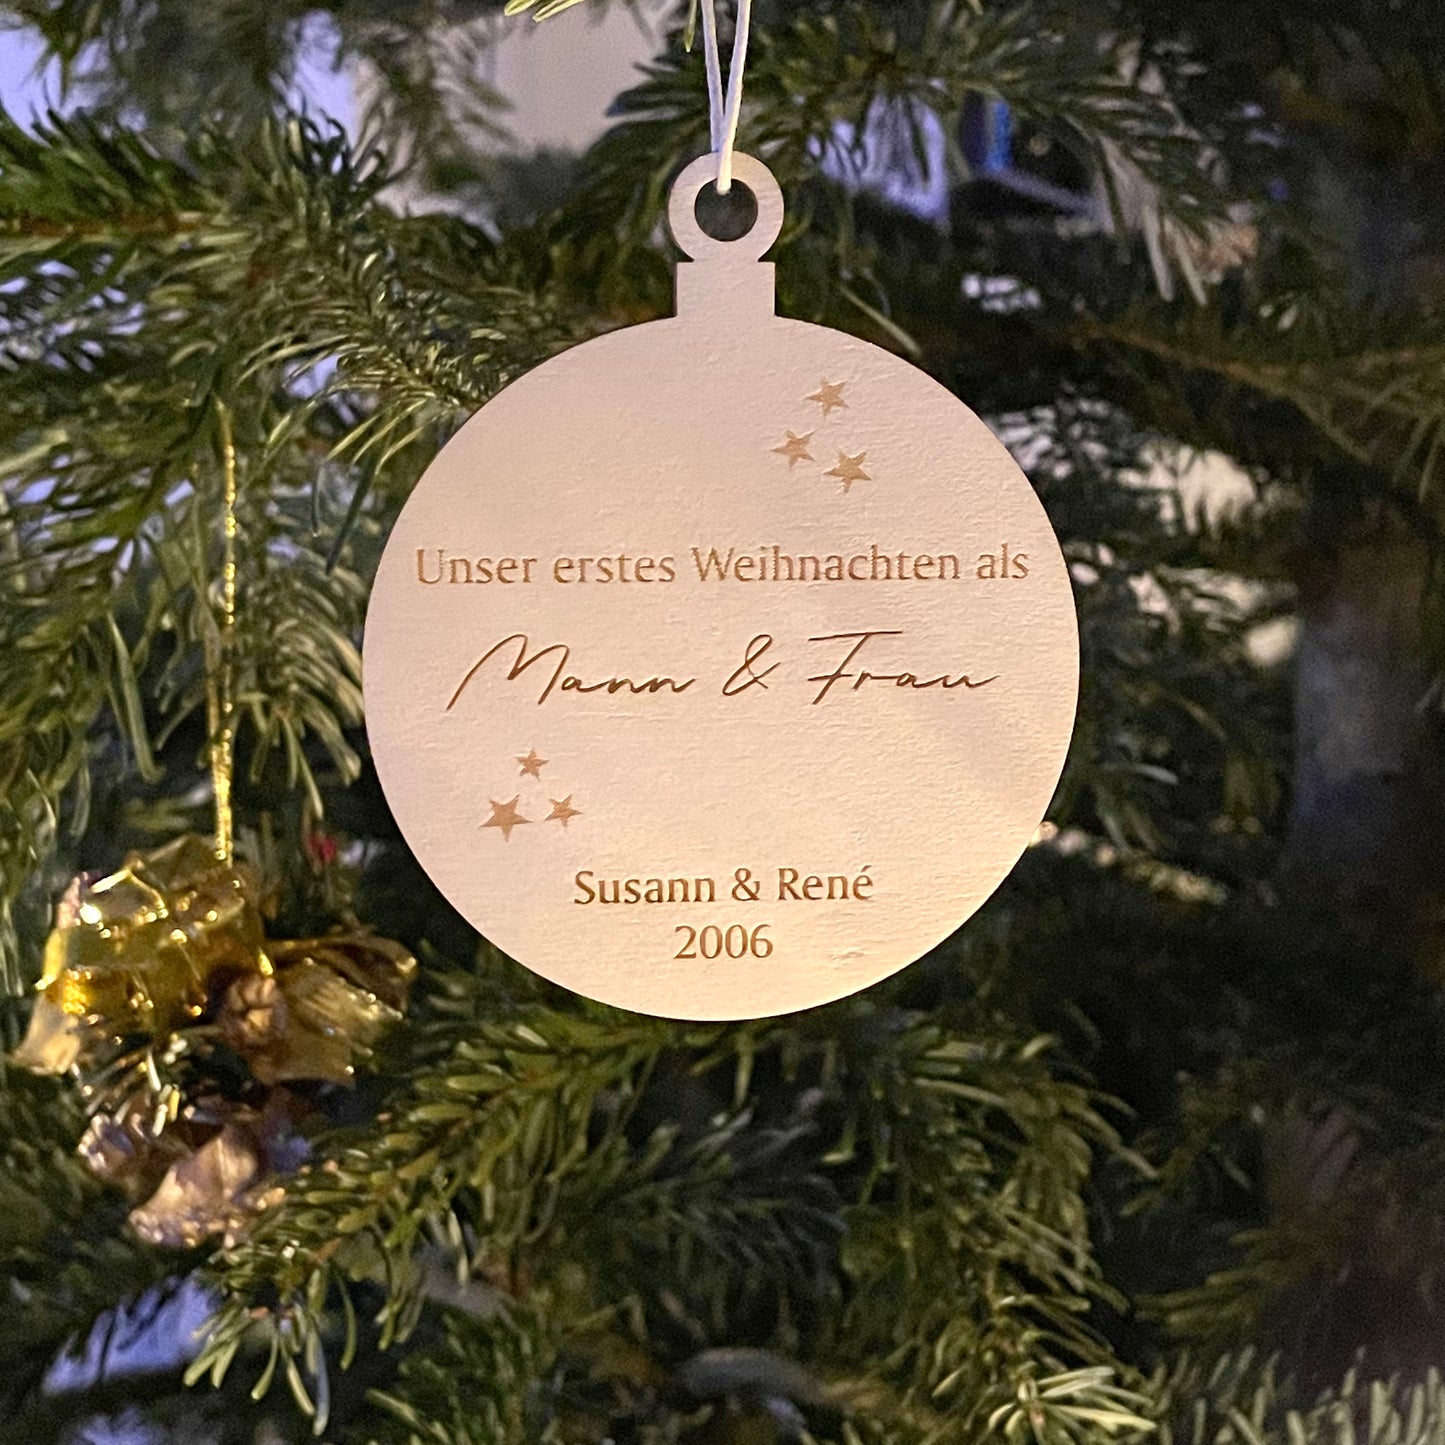 Unser erstes Weihnachten als
Mann & Frau
Susann & René
2006